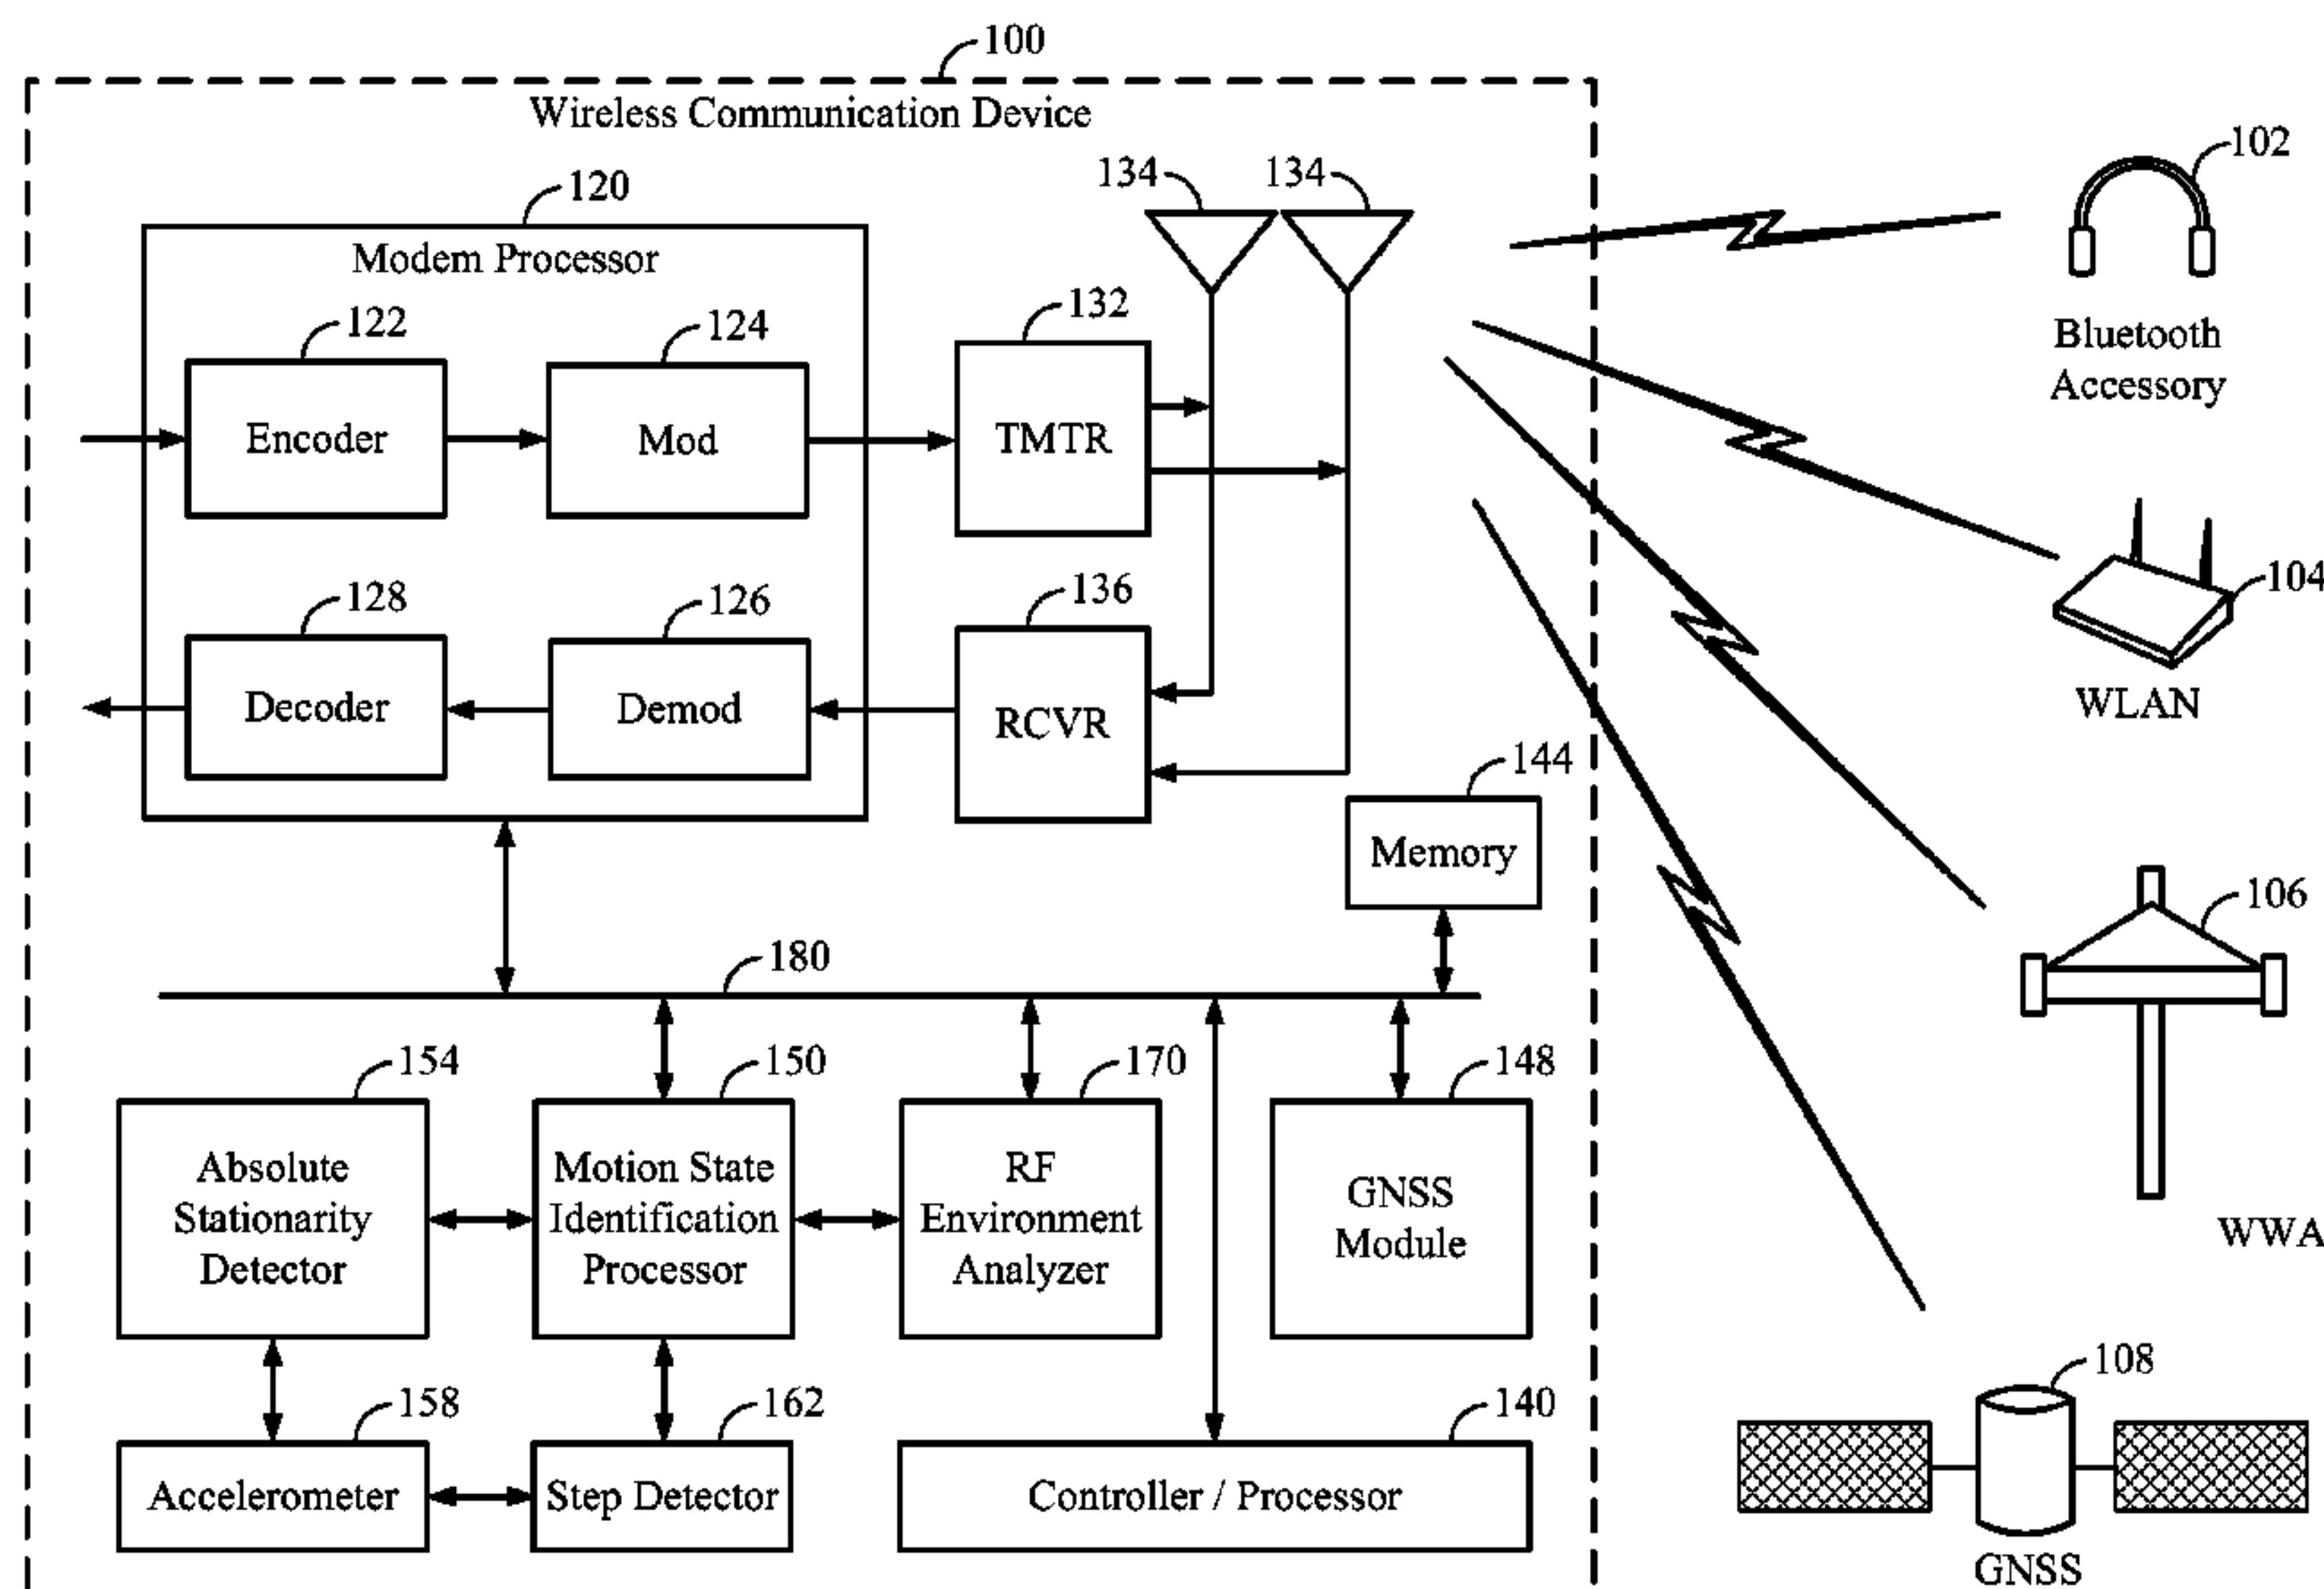 100
Wireless Communication Device
102
134
134
120
Modem Processor
122
124
132
Bluetooth
Accessory
Encoder
Mod
TMTR
104
128
126
136
Decoder
Demod
RCVR
WLAN
144
Memory
106
180
154
150
170
148
Absolute
Stationarity
Detector
Motion State
Identification
Processor
RF
Environment
Analyzer
GNSS
Module
WWA
108
158
162
140
Accelerometer
Step Detector
Controller / Processor
GNSS